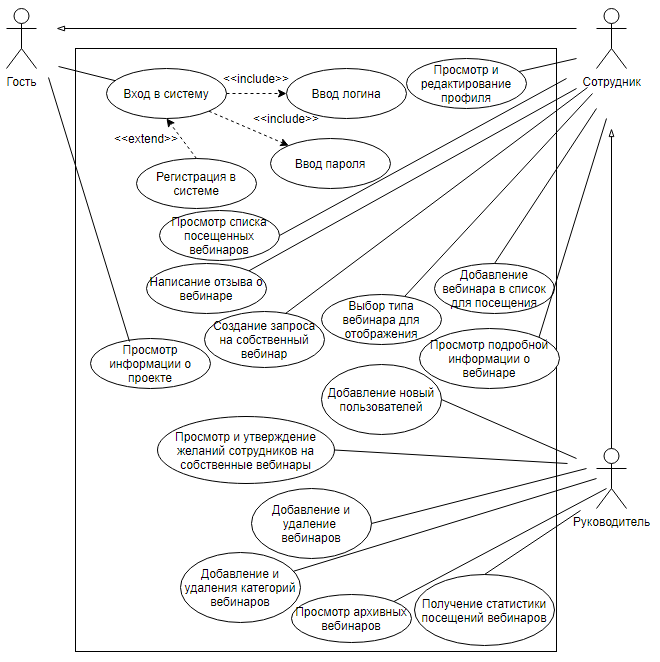 Гость
Сотрудник
Просмотр и
редактирование
профиля
<<include>>
Вход в систему
Ввод логина
<<include>>
<<extend>>
Ввод пароля
Регистрация в
системе
Просмотр списка
посещенных
вебинаров
Написание отзыва о
вебинаре
Добавление
вебинара в список
для посещения
Выбор типа
вебинара для
отображения
Создание запроса
на собственный
вебинар
Просмотр
информации о
проекте
Просмотр подробной
информации о
вебинаре
Добавление новый
пользователей
Просмотр и утверждение
желаний сотрудников на
собственные вебинары
Руководитель
Добавление и
удаление
вебинаров
Добавление и
удаления категорий
вебинаров
Просмотр архивных
вебинаров
Получение статистики
посещений вебинаров